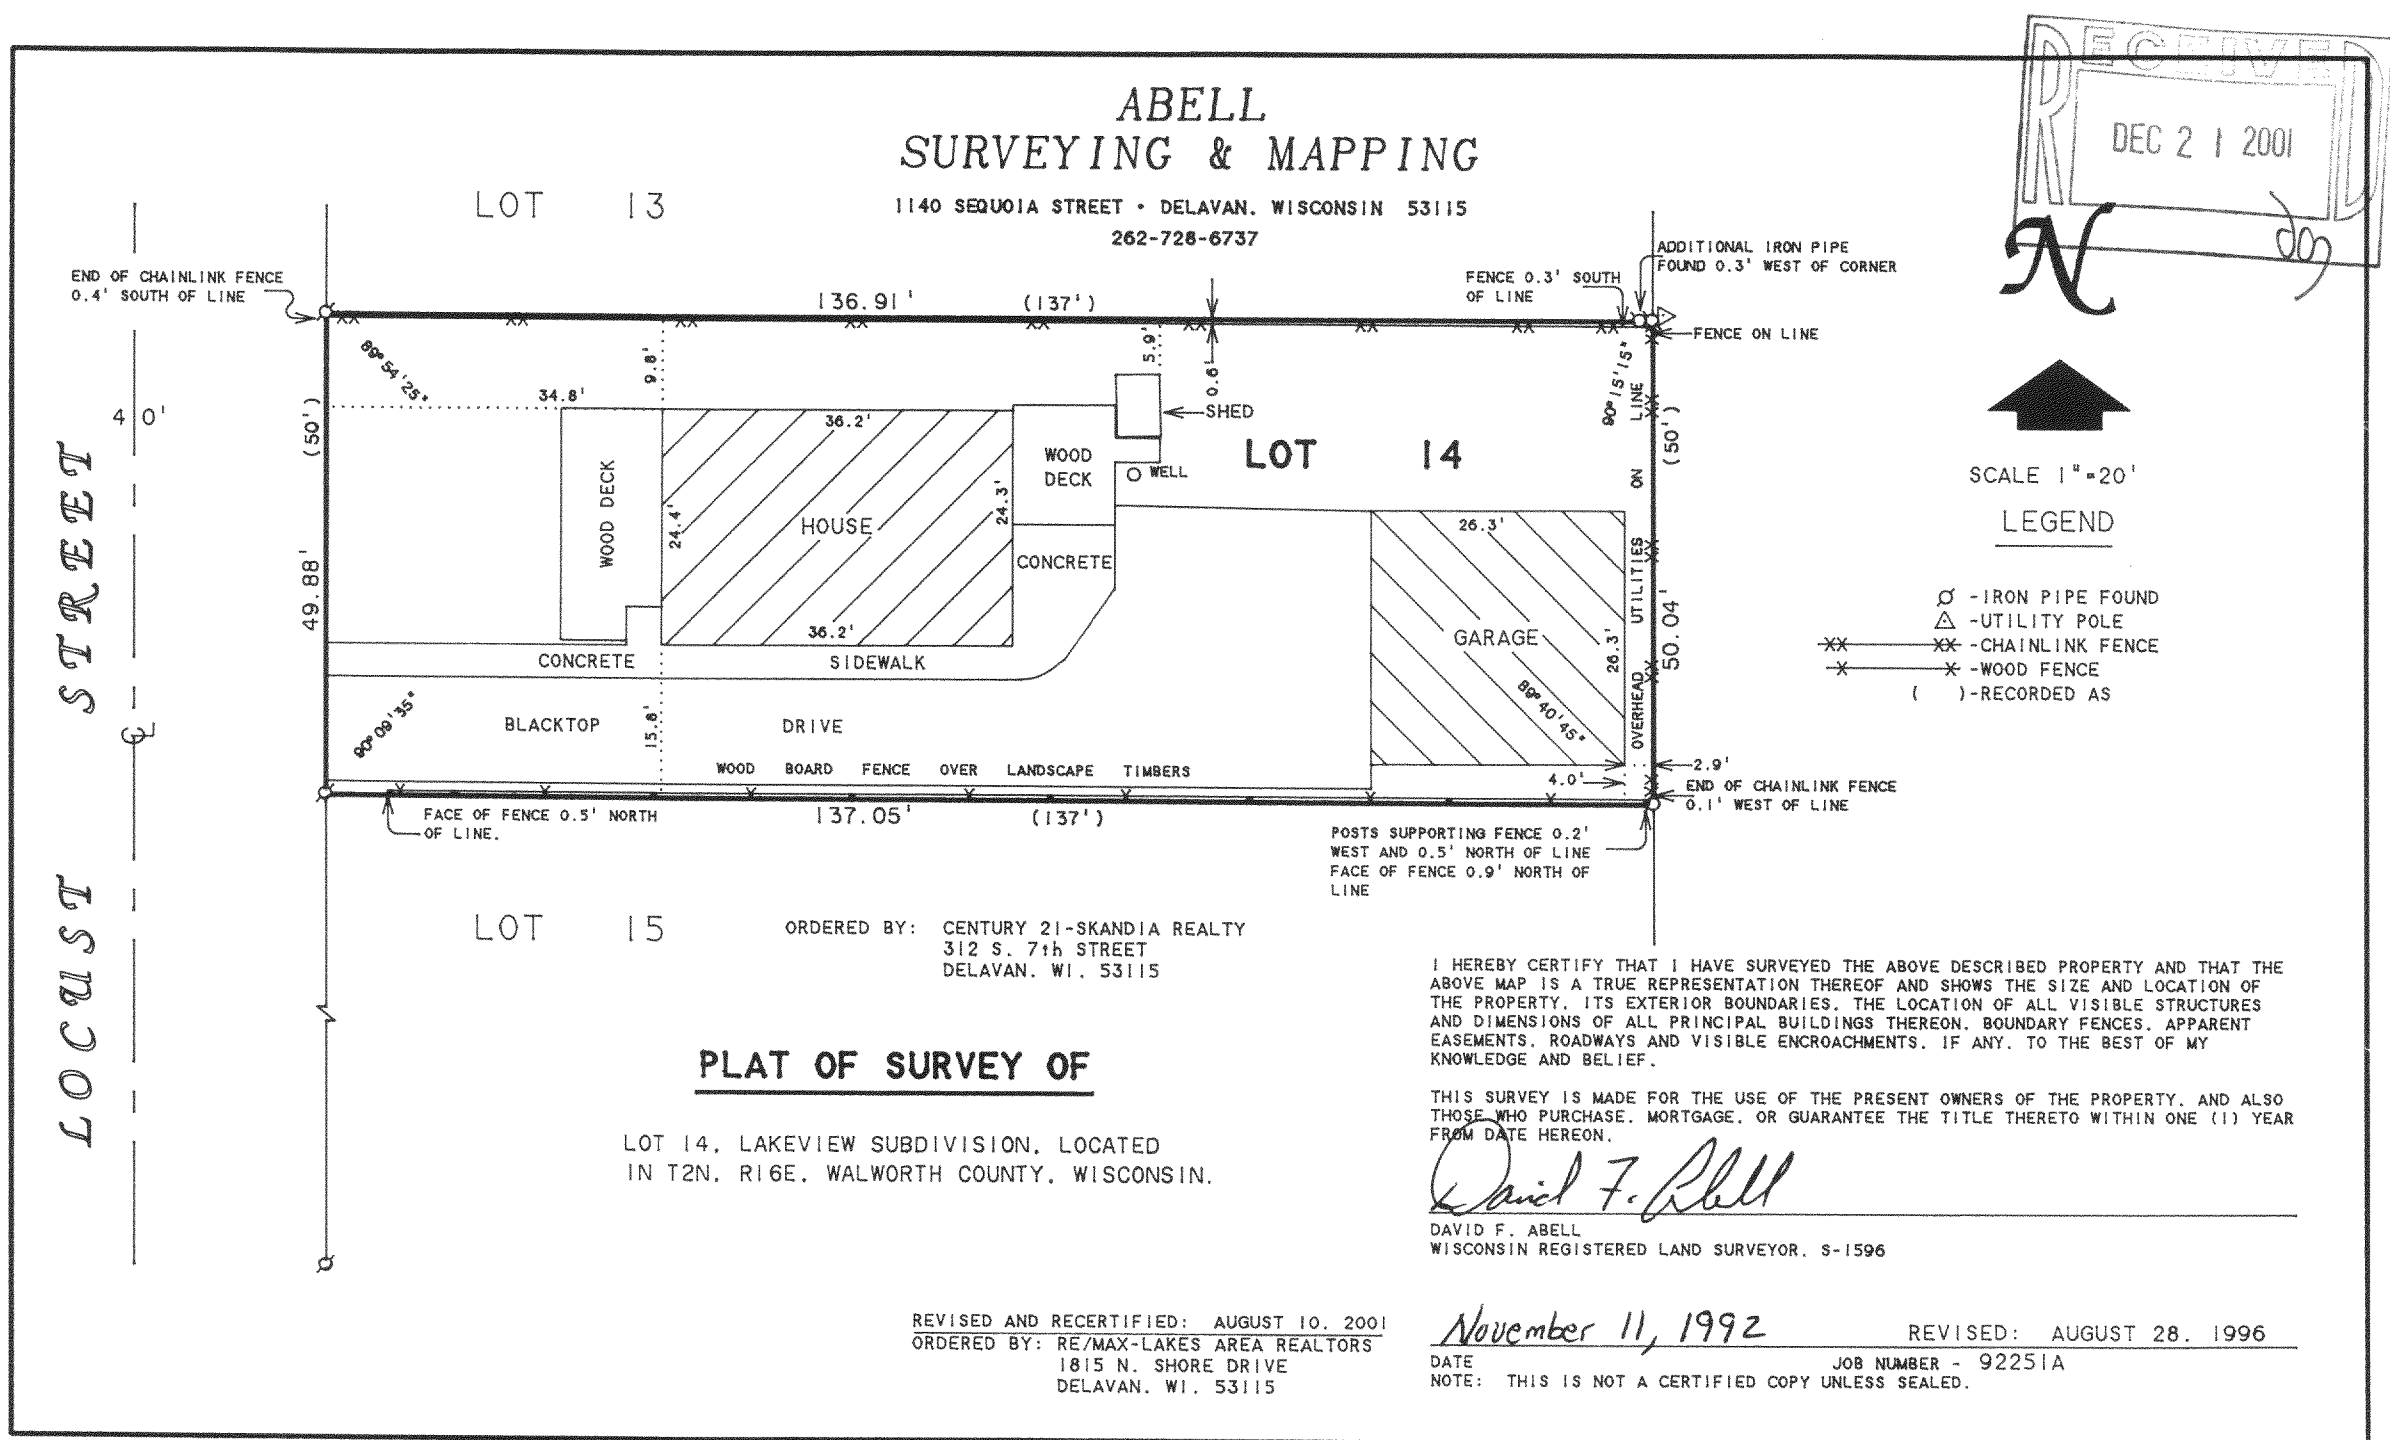 RECEIVED
DEC 21 2001
ABELL
SURVEYING & MAPPING
1140 SEQUOIA STREET • DELAVAN. WISCONSIN 53115
262-728-6737
N
SCALE 1"=20'
LEGEND
-IRON PIPE FOUND
-UTILITY POLE
XX XX -CHAINLINK FENCE
X X -WOOD FENCE
( )-RECORDED AS
LOT 13
END OF CHAINLINK FENCE
0.4' SOUTH OF LINE
136.91' (137')
FENCE 0.3' SOUTH
OF LINE
ADDITIONAL IRON PIPE
FOUND 0.3' WEST OF CORNER
FENCE ON LINE
89°54'25"
9.8'
5.9'
0.6'
90°15'15"
40'
(50')
49.88'
34.8'
36.2'
SHED
WOOD
DECK
WELL
LOT 14
WOOD DECK
24.4'
HOUSE
24.3'
CONCRETE
36.2'
26.3'
GARAGE
26.3'
89°40'45"
OVERHEAD UTILITIES ON LINE
(50')
50.04'
CONCRETE SIDEWALK
90°09'35"
BLACKTOP DRIVE
15.8'
WOOD BOARD FENCE OVER LANDSCAPE TIMBERS
4.0'
2.9'
END OF CHAINLINK FENCE
0.1' WEST OF LINE
FACE OF FENCE 0.5' NORTH
OF LINE.
137.05' (137')
POSTS SUPPORTING FENCE 0.2'
WEST AND 0.5' NORTH OF LINE
FACE OF FENCE 0.9' NORTH OF
LINE
LOCUST STREET
LOT 15
ORDERED BY: CENTURY 21-SKANDIA REALTY
312 S. 7th STREET
DELAVAN. WI. 53115
PLAT OF SURVEY OF
LOT 14. LAKEVIEW SUBDIVISION. LOCATED
IN T2N. R16E. WALWORTH COUNTY. WISCONSIN.
I HEREBY CERTIFY THAT I HAVE SURVEYED THE ABOVE DESCRIBED PROPERTY AND THAT THE
ABOVE MAP IS A TRUE REPRESENTATION THEREOF AND SHOWS THE SIZE AND LOCATION OF
THE PROPERTY. ITS EXTERIOR BOUNDARIES. THE LOCATION OF ALL VISIBLE STRUCTURES
AND DIMENSIONS OF ALL PRINCIPAL BUILDINGS THEREON. BOUNDARY FENCES. APPARENT
EASEMENTS. ROADWAYS AND VISIBLE ENCROACHMENTS. IF ANY. TO THE BEST OF MY
KNOWLEDGE AND BELIEF.
THIS SURVEY IS MADE FOR THE USE OF THE PRESENT OWNERS OF THE PROPERTY. AND ALSO
THOSE WHO PURCHASE. MORTGAGE. OR GUARANTEE THE TITLE THERETO WITHIN ONE (1) YEAR
FROM DATE HEREON.
David F. Abell
DAVID F. ABELL
WISCONSIN REGISTERED LAND SURVEYOR. S-1596
REVISED AND RECERTIFIED: AUGUST 10. 2001
ORDERED BY: RE/MAX-LAKES AREA REALTORS
1815 N. SHORE DRIVE
DELAVAN. WI. 53115
November 11, 1992 REVISED: AUGUST 28. 1996
DATE JOB NUMBER - 92251A
NOTE: THIS IS NOT A CERTIFIED COPY UNLESS SEALED.